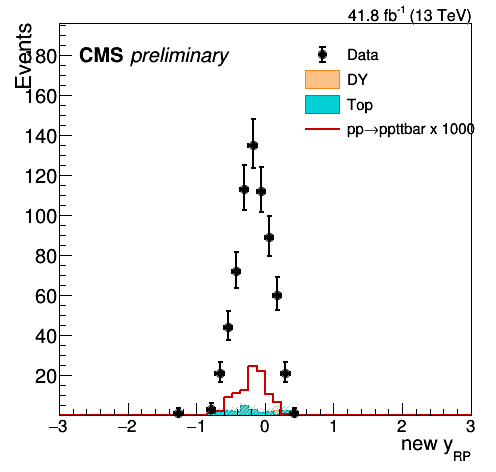 41.8 fb⁻¹ (13 TeV)
Events
CMS preliminary
Data
DY
Top
pp→ppttbar x 1000
180
160
140
120
100
80
60
40
20
−3 −2 −1 0 1 2 3
new y_RP